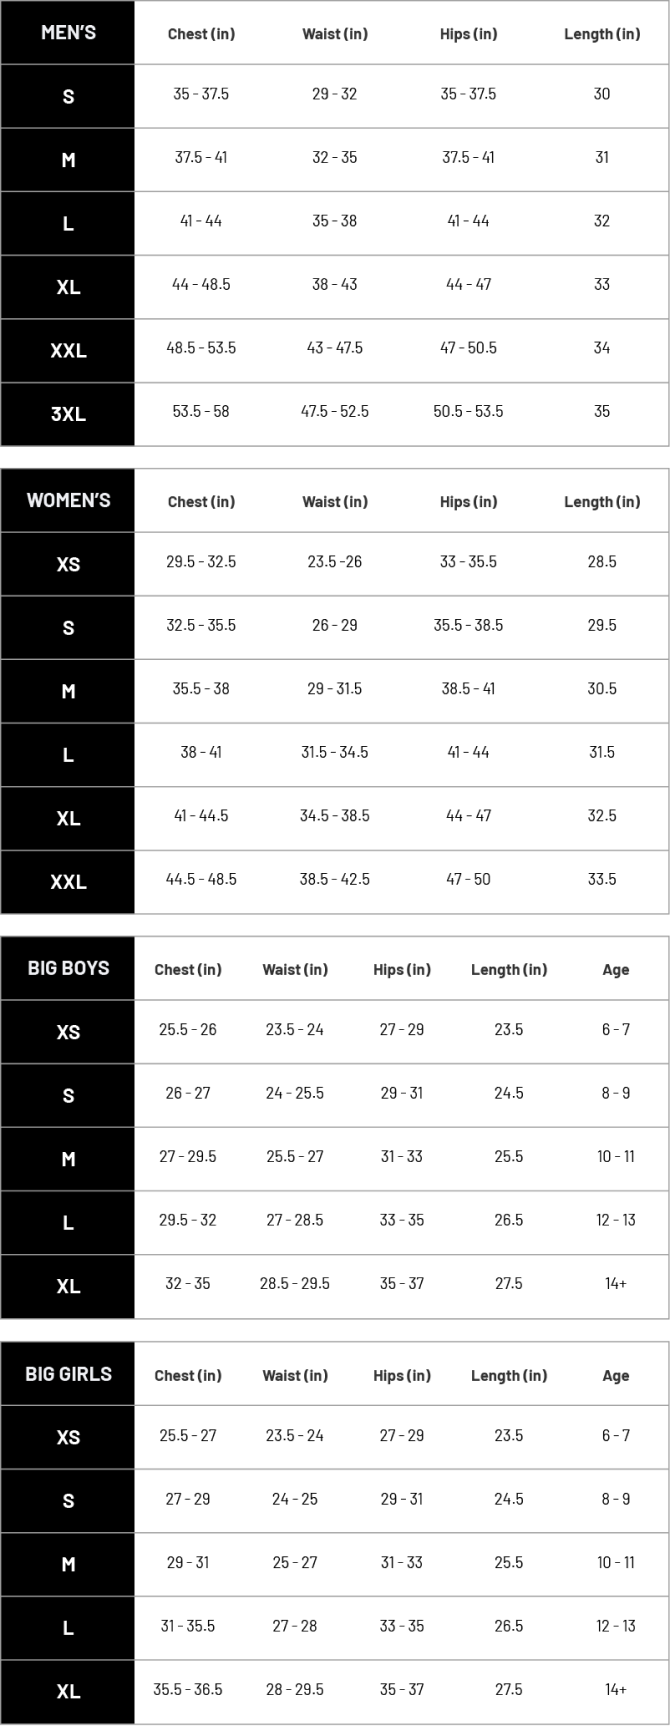 MEN'S Chest (in) Waist (in) Hips (in) Length (in)
S 35 - 37.5 29 - 32 35 - 37.5 30
M 37.5 - 41 32 - 35 37.5 - 41 31
L 41 - 44 35 - 38 41 - 44 32
XL 44 - 48.5 38 - 43 44 - 47 33
XXL 48.5 - 53.5 43 - 47.5 47 - 50.5 34
3XL 53.5 - 58 47.5 - 52.5 50.5 - 53.5 35
WOMEN'S Chest (in) Waist (in) Hips (in) Length (in)
XS 29.5 - 32.5 23.5 -26 33 - 35.5 28.5
S 32.5 - 35.5 26 - 29 35.5 - 38.5 29.5
M 35.5 - 38 29 - 31.5 38.5 - 41 30.5
L 38 - 41 31.5 - 34.5 41 - 44 31.5
XL 41 - 44.5 34.5 - 38.5 44 - 47 32.5
XXL 44.5 - 48.5 38.5 - 42.5 47 - 50 33.5
BIG BOYS Chest (in) Waist (in) Hips (in) Length (in) Age
XS 25.5 - 26 23.5 - 24 27 - 29 23.5 6 - 7
S 26 - 27 24 - 25.5 29 - 31 24.5 8 - 9
M 27 - 29.5 25.5 - 27 31 - 33 25.5 10 - 11
L 29.5 - 32 27 - 28.5 33 - 35 26.5 12 - 13
XL 32 - 35 28.5 - 29.5 35 - 37 27.5 14+
BIG GIRLS Chest (in) Waist (in) Hips (in) Length (in) Age
XS 25.5 - 27 23.5 - 24 27 - 29 23.5 6 - 7
S 27 - 29 24 - 25 29 - 31 24.5 8 - 9
M 29 - 31 25 - 27 31 - 33 25.5 10 - 11
L 31 - 35.5 27 - 28 33 - 35 26.5 12 - 13
XL 35.5 - 36.5 28 - 29.5 35 - 37 27.5 14+